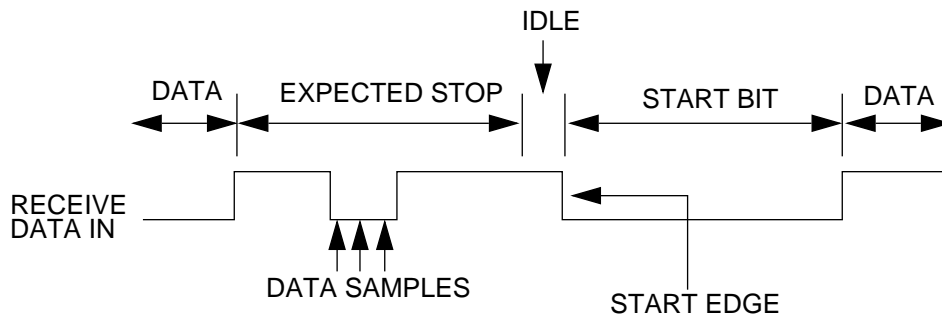 IDLE
DATA
EXPECTED STOP
START BIT
DATA
RECEIVE
DATA IN
DATA SAMPLES
START EDGE